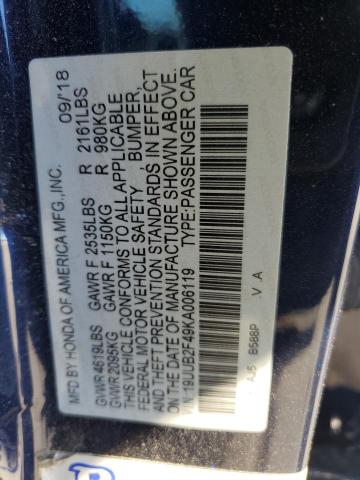 MFD. BY HONDA OF AMERICA MFG.,INC. 09/'18
GVWR4619LBS GAWR F 2535LBS R 2161LBS
GVWR2095KG GAWR F 1150KG R 980KG
THIS VEHICLE CONFORMS TO ALL APPLICABLE
FEDERAL MOTOR VEHICLE SAFETY, BUMPER,
AND THEFT PREVENTION STANDARDS IN EFFECT
ON THE DATE OF MANUFACTURE SHOWN ABOVE.
VIN:19UUB2F49KA006119 TYPE:PASSENGER CAR
B588P V A